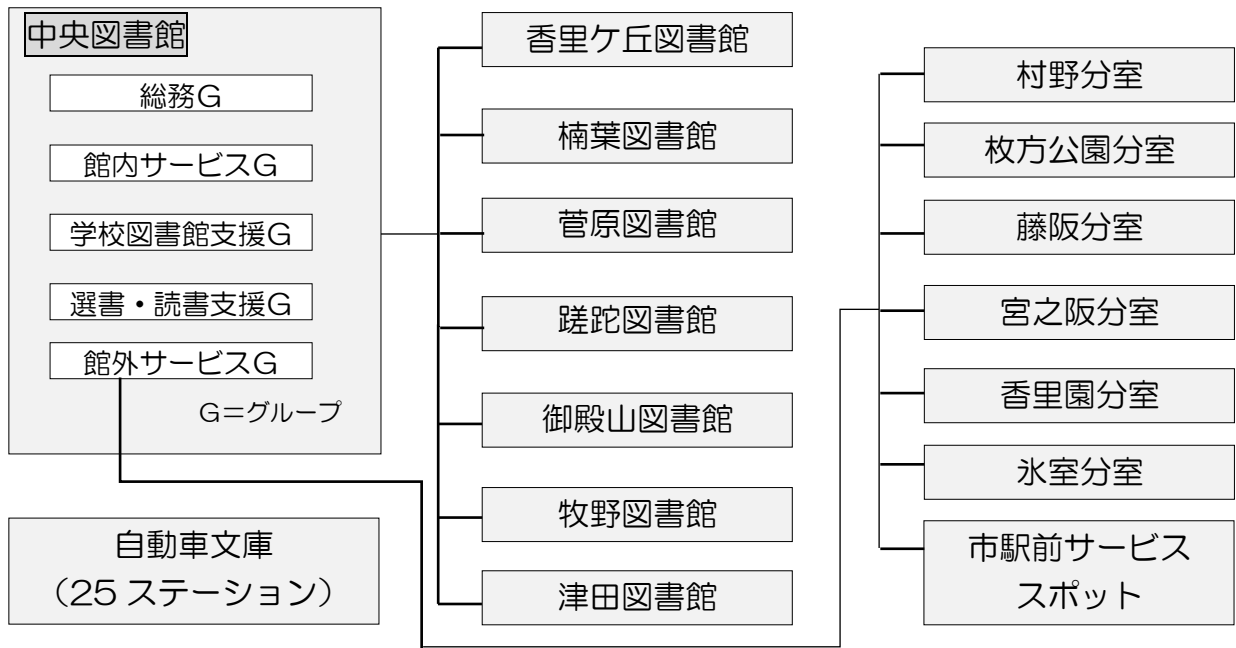 中央図書館
総務G
館内サービスG
学校図書館支援G
選書・読書支援G
館外サービスG
G=グループ
自動車文庫
(25 ステーション)
香里ケ丘図書館
楠葉図書館
菅原図書館
蹉跎図書館
御殿山図書館
牧野図書館
津田図書館
村野分室
枚方公園分室
藤阪分室
宮之阪分室
香里園分室
氷室分室
市駅前サービス
スポット